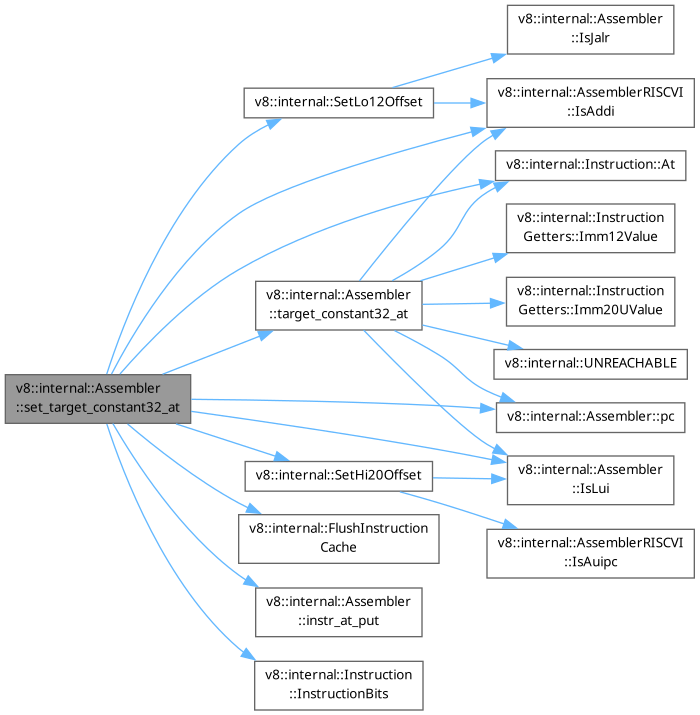 v8::internal::Assembler
::set_target_constant32_at
v8::internal::SetLo12Offset
v8::internal::Assembler
::target_constant32_at
v8::internal::SetHi20Offset
v8::internal::FlushInstruction
Cache
v8::internal::Assembler
::instr_at_put
v8::internal::Instruction
::InstructionBits
v8::internal::Assembler
::IsJalr
v8::internal::AssemblerRISCVI
::IsAddi
v8::internal::Instruction::At
v8::internal::Instruction
Getters::Imm12Value
v8::internal::Instruction
Getters::Imm20UValue
v8::internal::UNREACHABLE
v8::internal::Assembler::pc
v8::internal::Assembler
::IsLui
v8::internal::AssemblerRISCVI
::IsAuipc